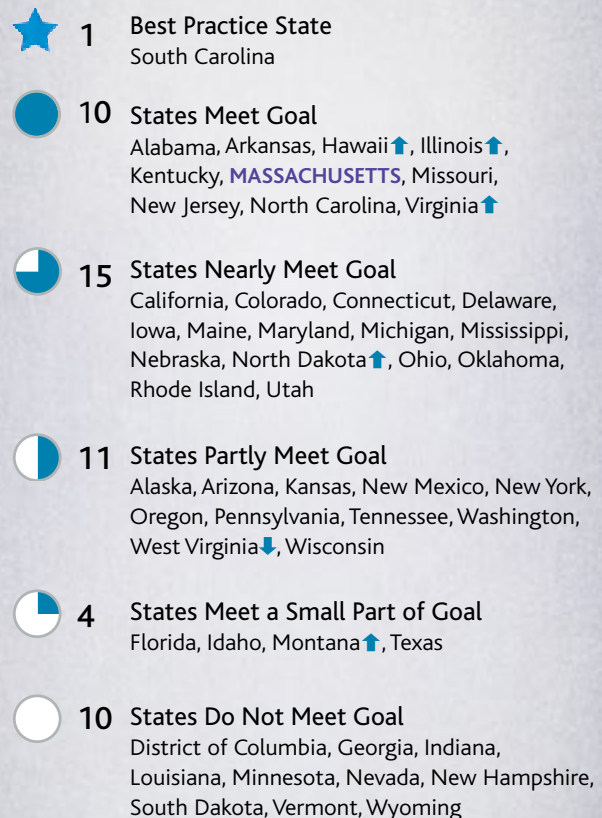 1 Best Practice State
South Carolina
10 States Meet Goal
Alabama, Arkansas, Hawaii⬆, Illinois⬆,
Kentucky, MASSACHUSETTS, Missouri,
New Jersey, North Carolina, Virginia⬆
15 States Nearly Meet Goal
California, Colorado, Connecticut, Delaware,
Iowa, Maine, Maryland, Michigan, Mississippi,
Nebraska, North Dakota⬆, Ohio, Oklahoma,
Rhode Island, Utah
11 States Partly Meet Goal
Alaska, Arizona, Kansas, New Mexico, New York,
Oregon, Pennsylvania, Tennessee, Washington,
West Virginia⬇, Wisconsin
4 States Meet a Small Part of Goal
Florida, Idaho, Montana⬆, Texas
10 States Do Not Meet Goal
District of Columbia, Georgia, Indiana,
Louisiana, Minnesota, Nevada, New Hampshire,
South Dakota, Vermont, Wyoming